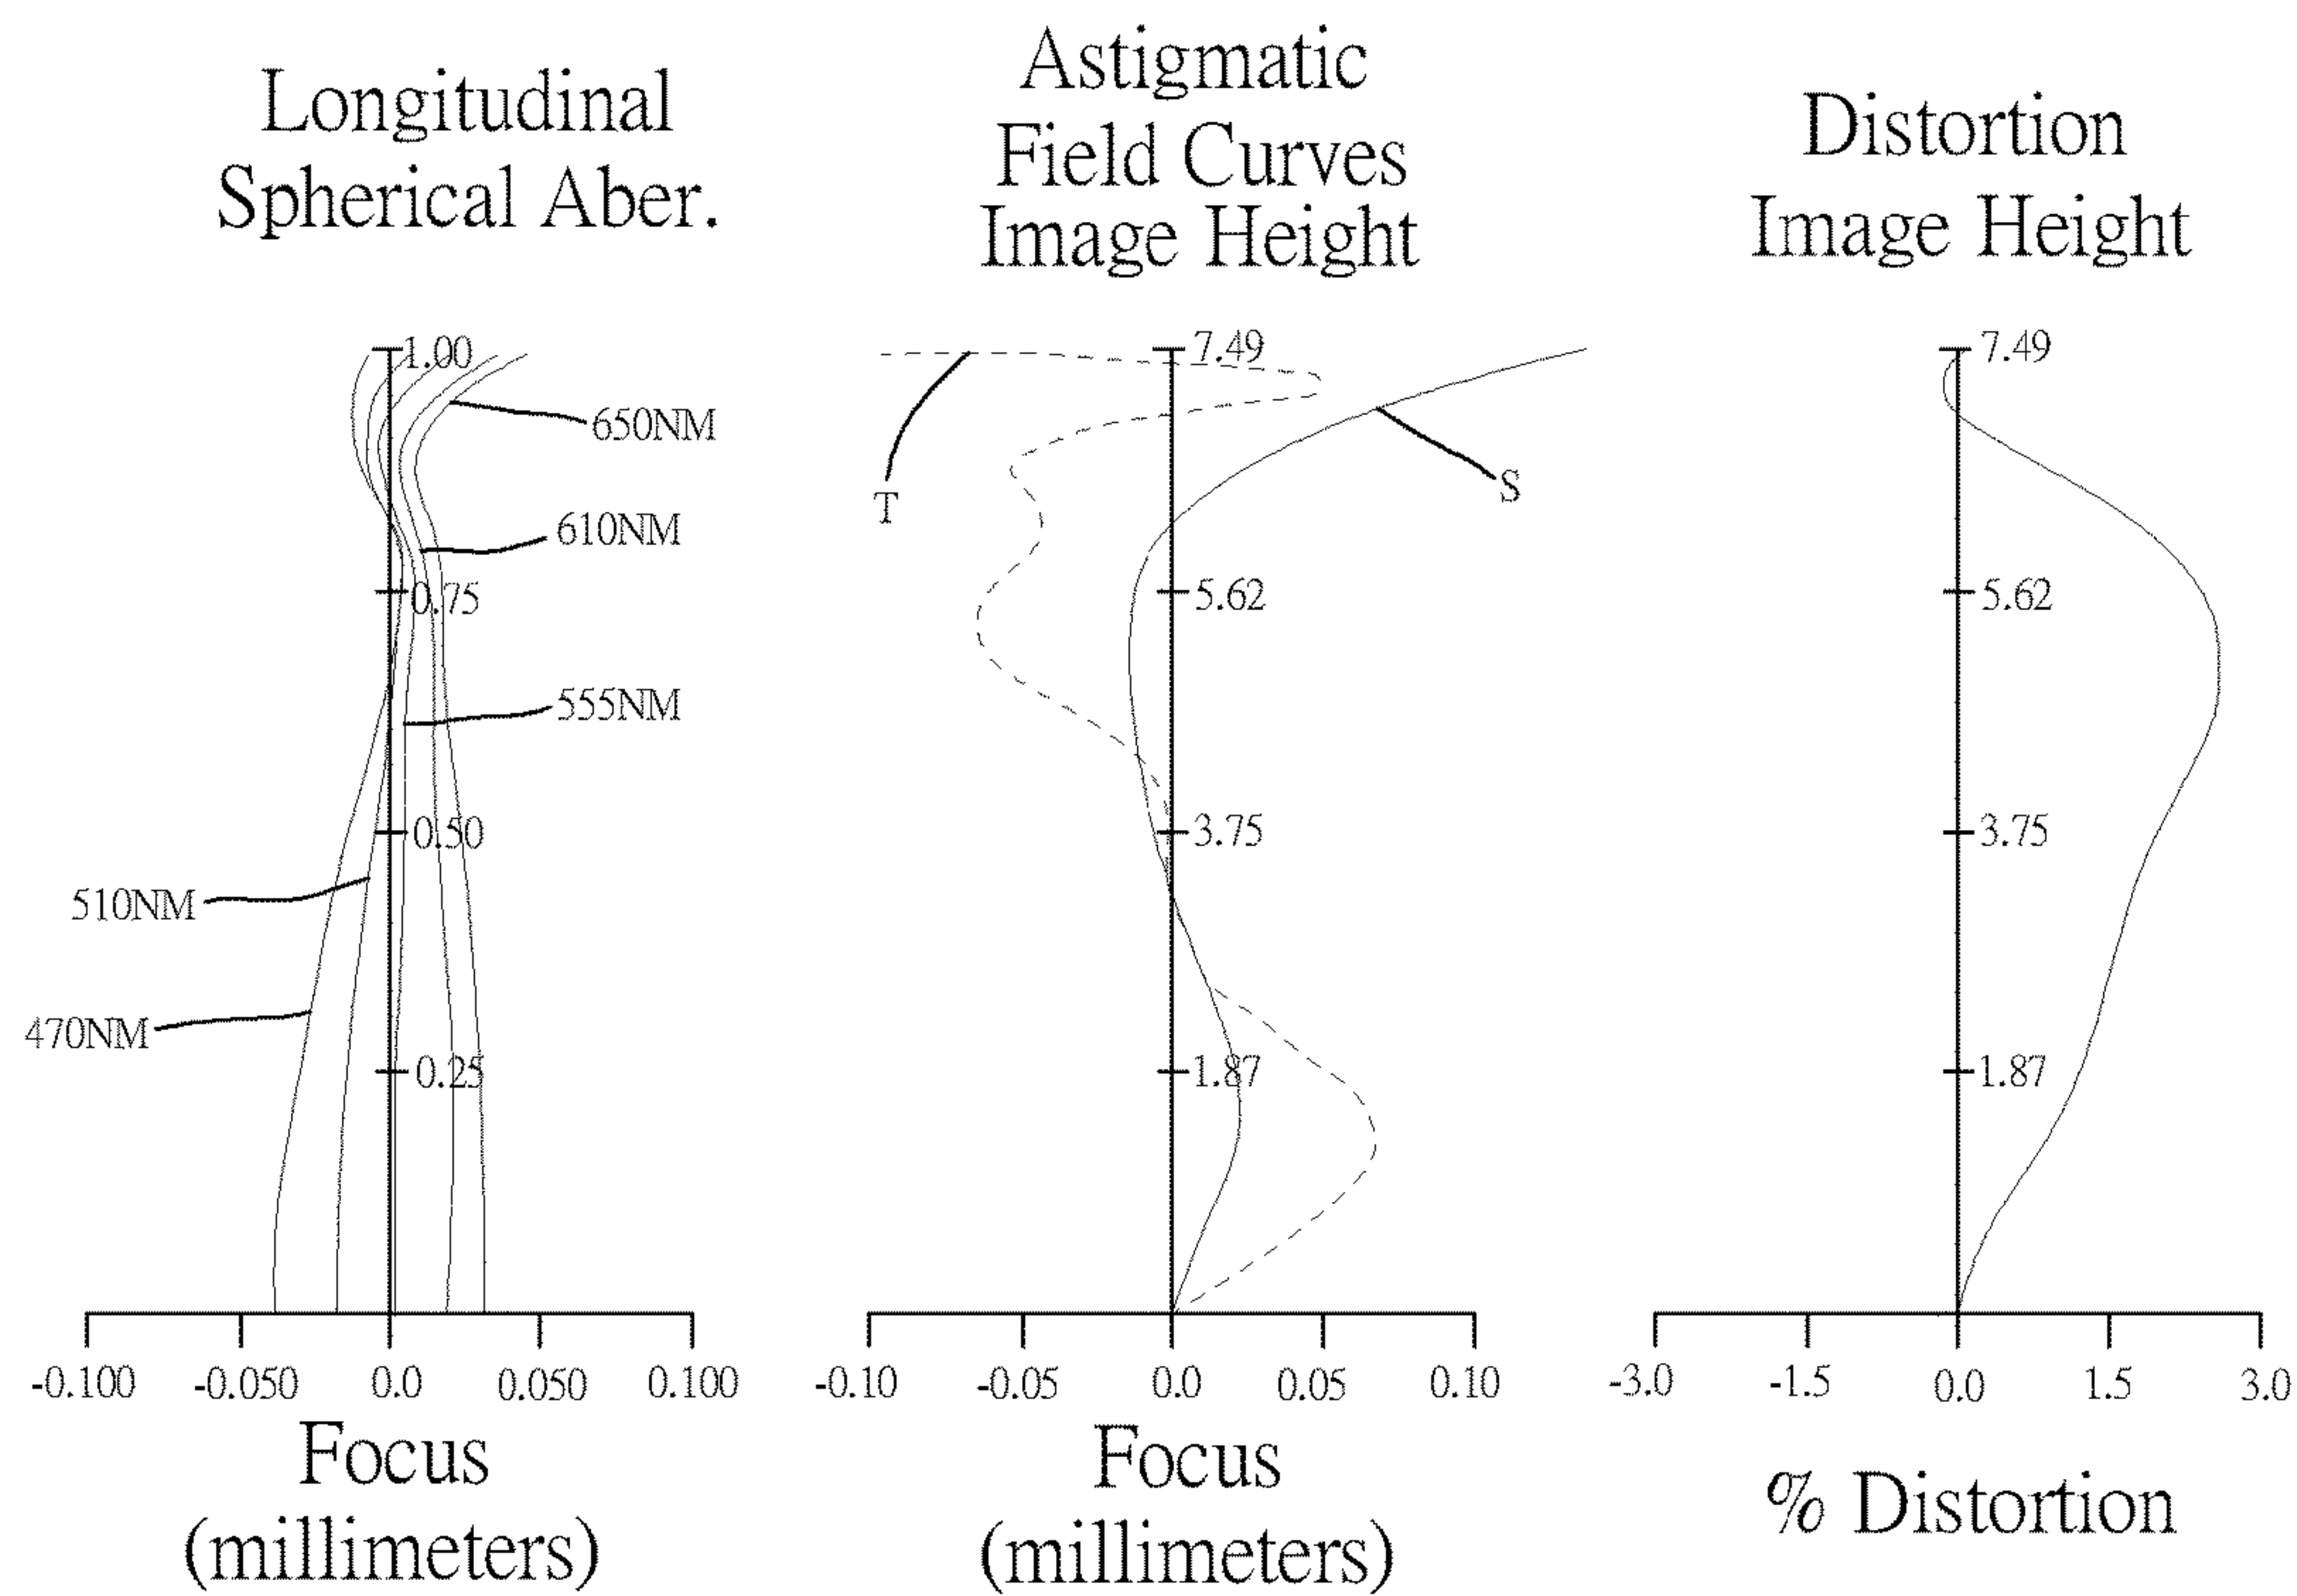 Longitudinal
Spherical Aber.
1.00
650NM
610NM
0.75
555NM
0.50
510NM
470NM
0.25
-0.100 -0.050 0.0 0.050 0.100
Focus
(millimeters)
Astigmatic
Field Curves
Image Height
7.49
T
S
5.62
3.75
1.87
-0.10 -0.05 0.0 0.05 0.10
Focus
(millimeters)
Distortion
Image Height
7.49
5.62
3.75
1.87
-3.0 -1.5 0.0 1.5 3.0
% Distortion